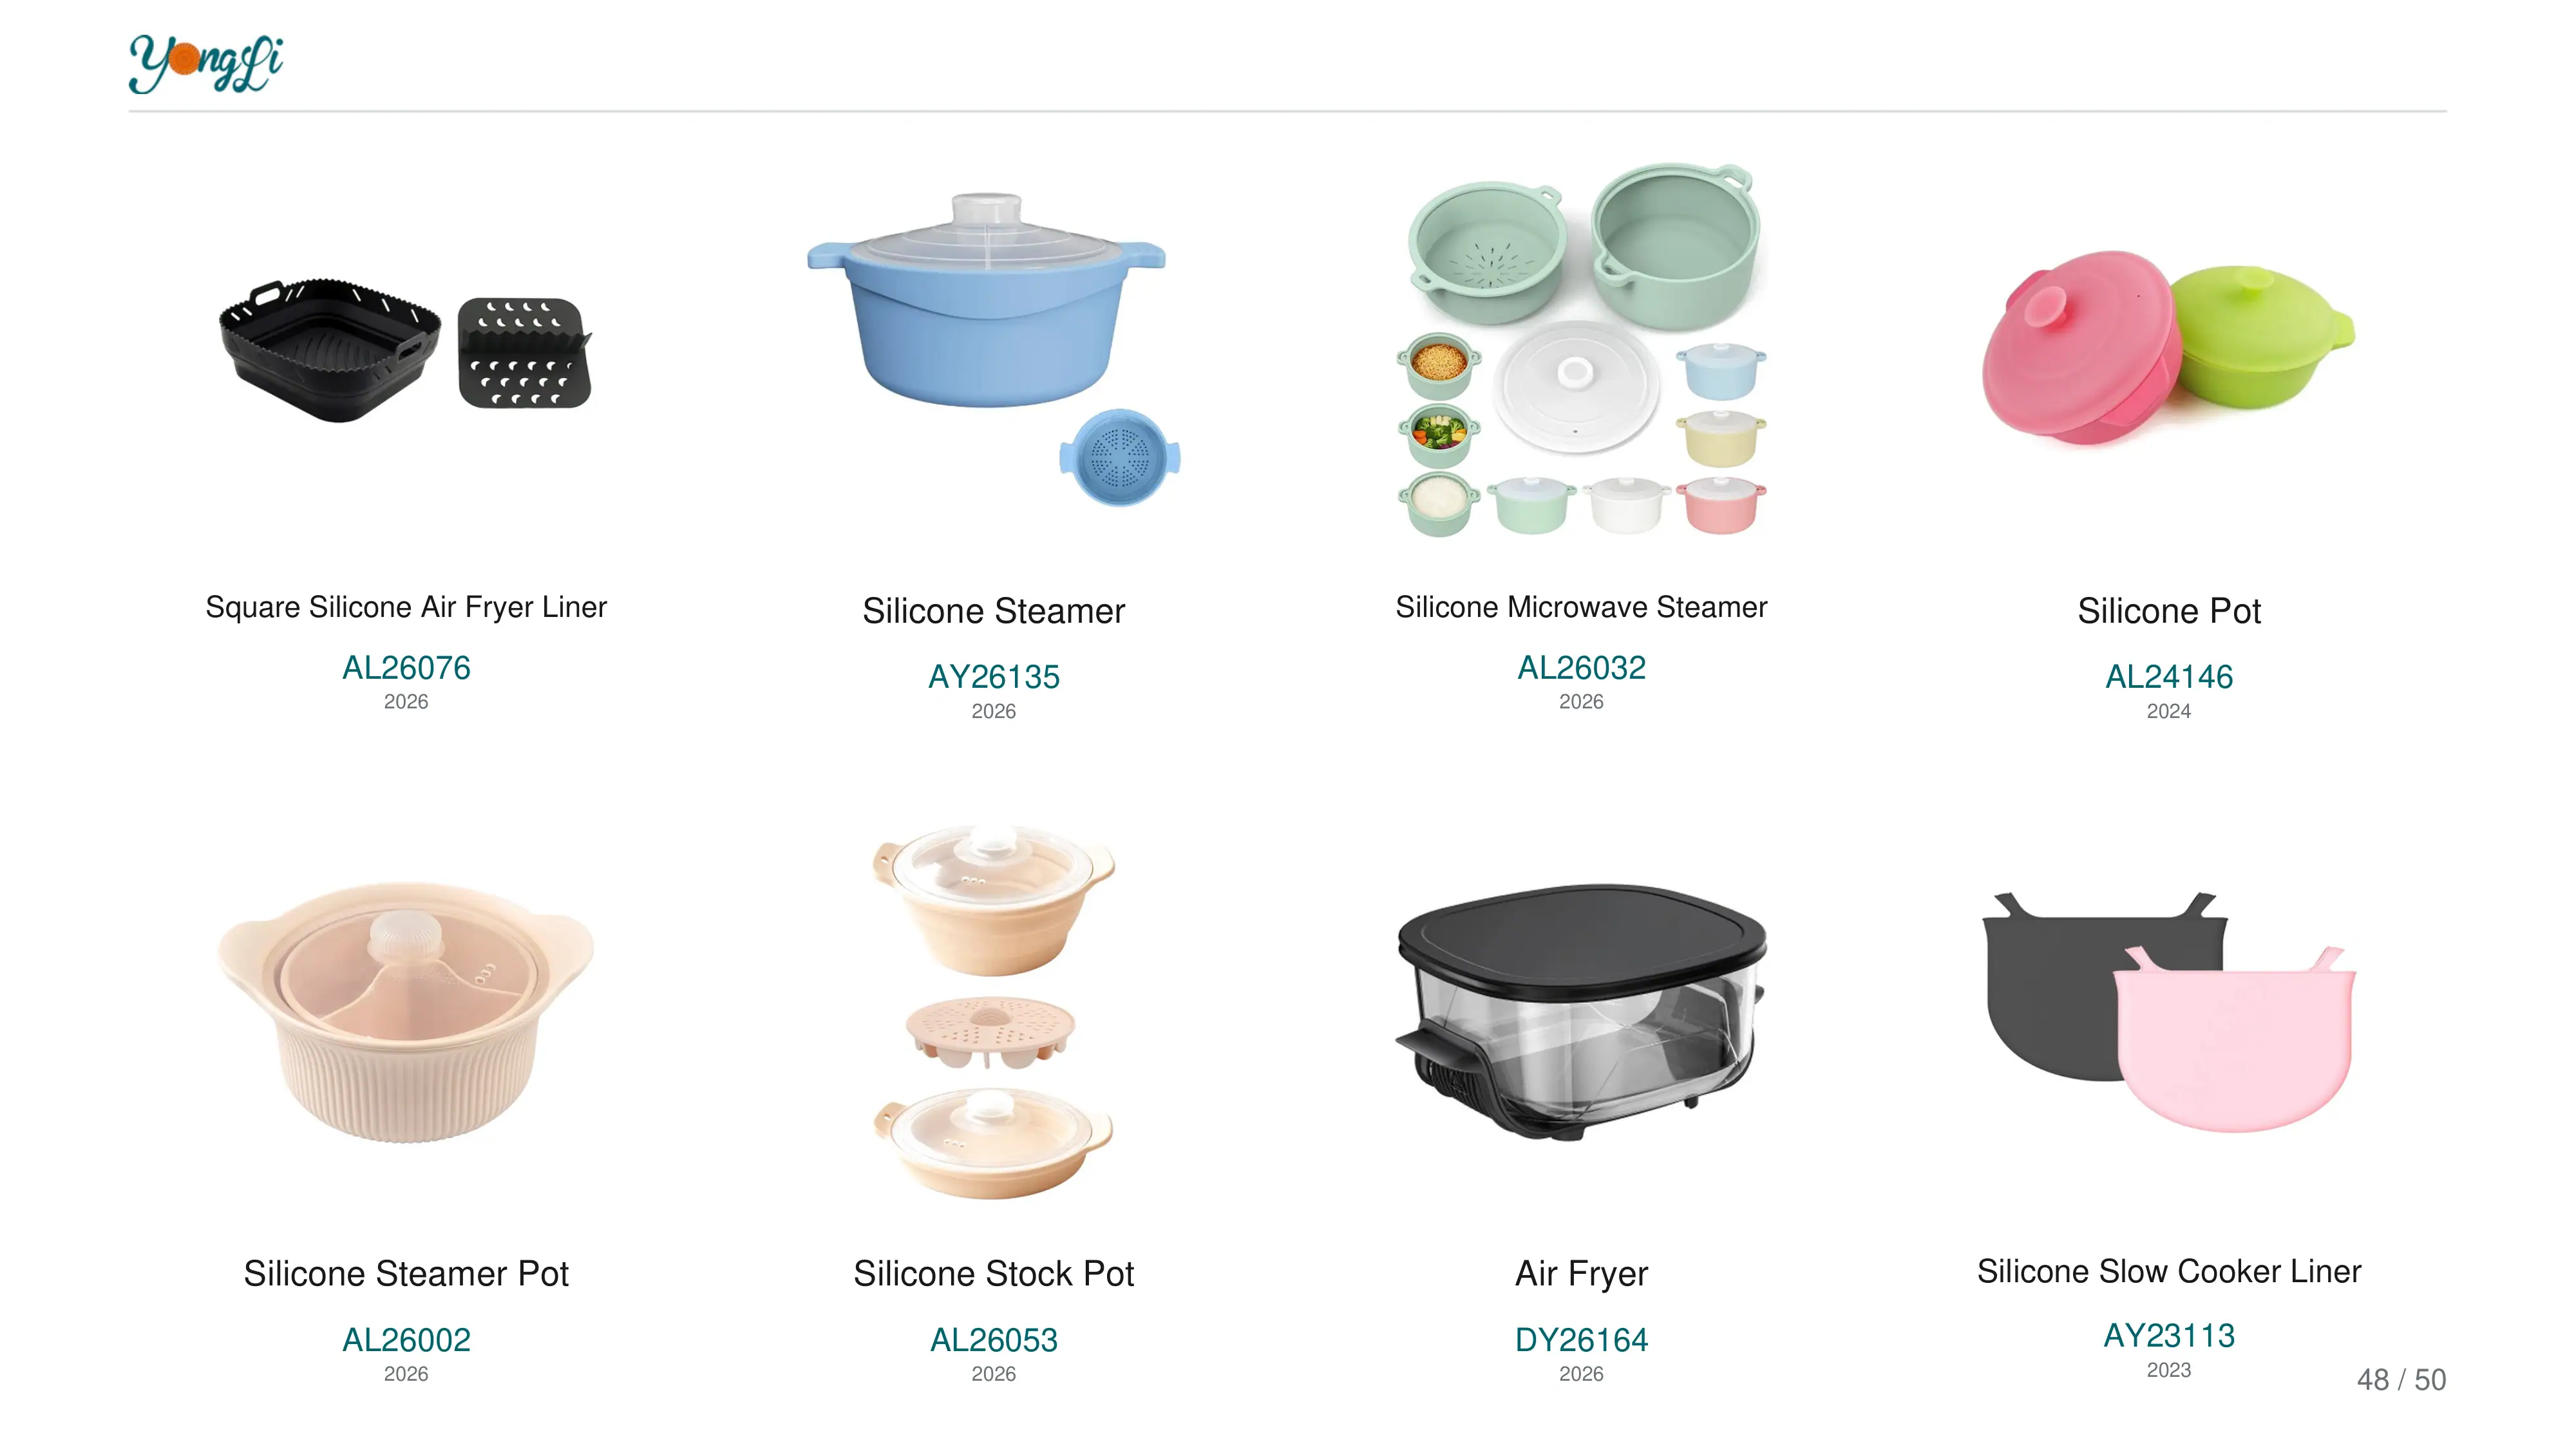 YongLi
Square Silicone Air Fryer Liner
AL26076
2026
Silicone Steamer
AY26135
2026
Silicone Microwave Steamer
AL26032
2026
Silicone Pot
AL24146
2024
Silicone Steamer Pot
AL26002
2026
Silicone Stock Pot
AL26053
2026
Air Fryer
DY26164
2026
Silicone Slow Cooker Liner
AY23113
2023
48 / 50